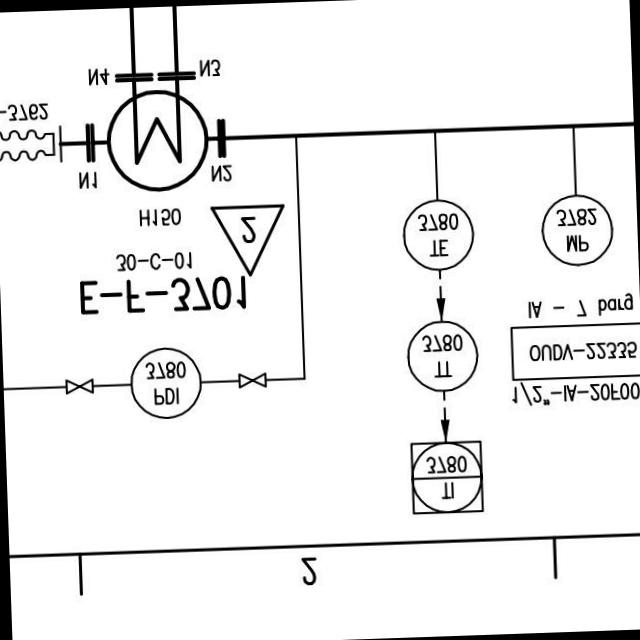 2
TI
3780
1/2"-IA-20F00
PDI
3780
TT
3780
OUDV-22335
IA - 7 barg
E-F-3701
30-C-01
2
TE
3780
MP
3782
H150
N1
N2
-3762
N4
N3